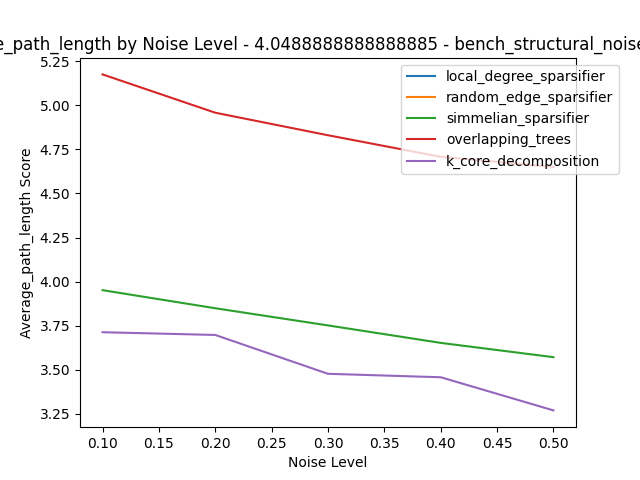 e_path_length by Noise Level - 4.0488888888888885 - bench_structural_noise
5.25
5.00
4.75
4.50
4.25
4.00
3.75
3.50
3.25
Average_path_length Score
local_degree_sparsifier
random_edge_sparsifier
simmelian_sparsifier
overlapping_trees
k_core_decomposition
0.10 0.15 0.20 0.25 0.30 0.35 0.40 0.45 0.50
Noise Level